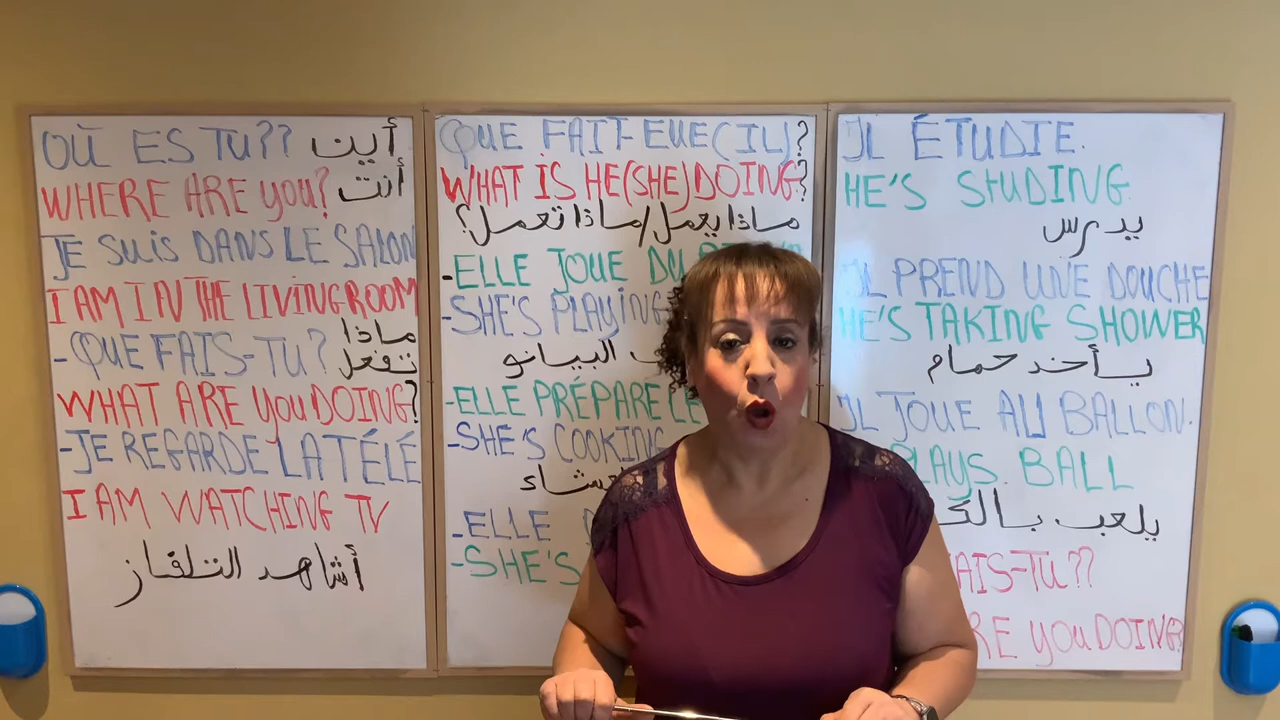 OÙ ES TU?? أين
WHERE ARE you? أنت
JE SUIS DANS LE SALON
I AM IN THE LIVING ROOM
- QUE FAIS-TU? ماذا
تفعل
WHAT ARE you DOING?
-JE REGARDE LA TÉLÉ
I AM WATCHING TV
أشاهد التلفاز
QUE FAIT-ELLE(IL)?
WHAT IS HE(SHE) DOING?
ماذا يعمل/ماذا تعمل؟
-ELLE JOUE DU
-SHE'S PLAYING
البيانو
-ELLE PRÉPARE LE
-SHE'S COOKING
-ELLE
-SHE'S
IL ÉTUDIE.
HE'S STUDING
يدرس
IL PREND UNE DOUCHE
HE'S TAKING SHOWER
يأخد حمام
IL JOUE AU BALLON.
PLAYS BALL
يلعب
AIS-TU??
RE you DOING?